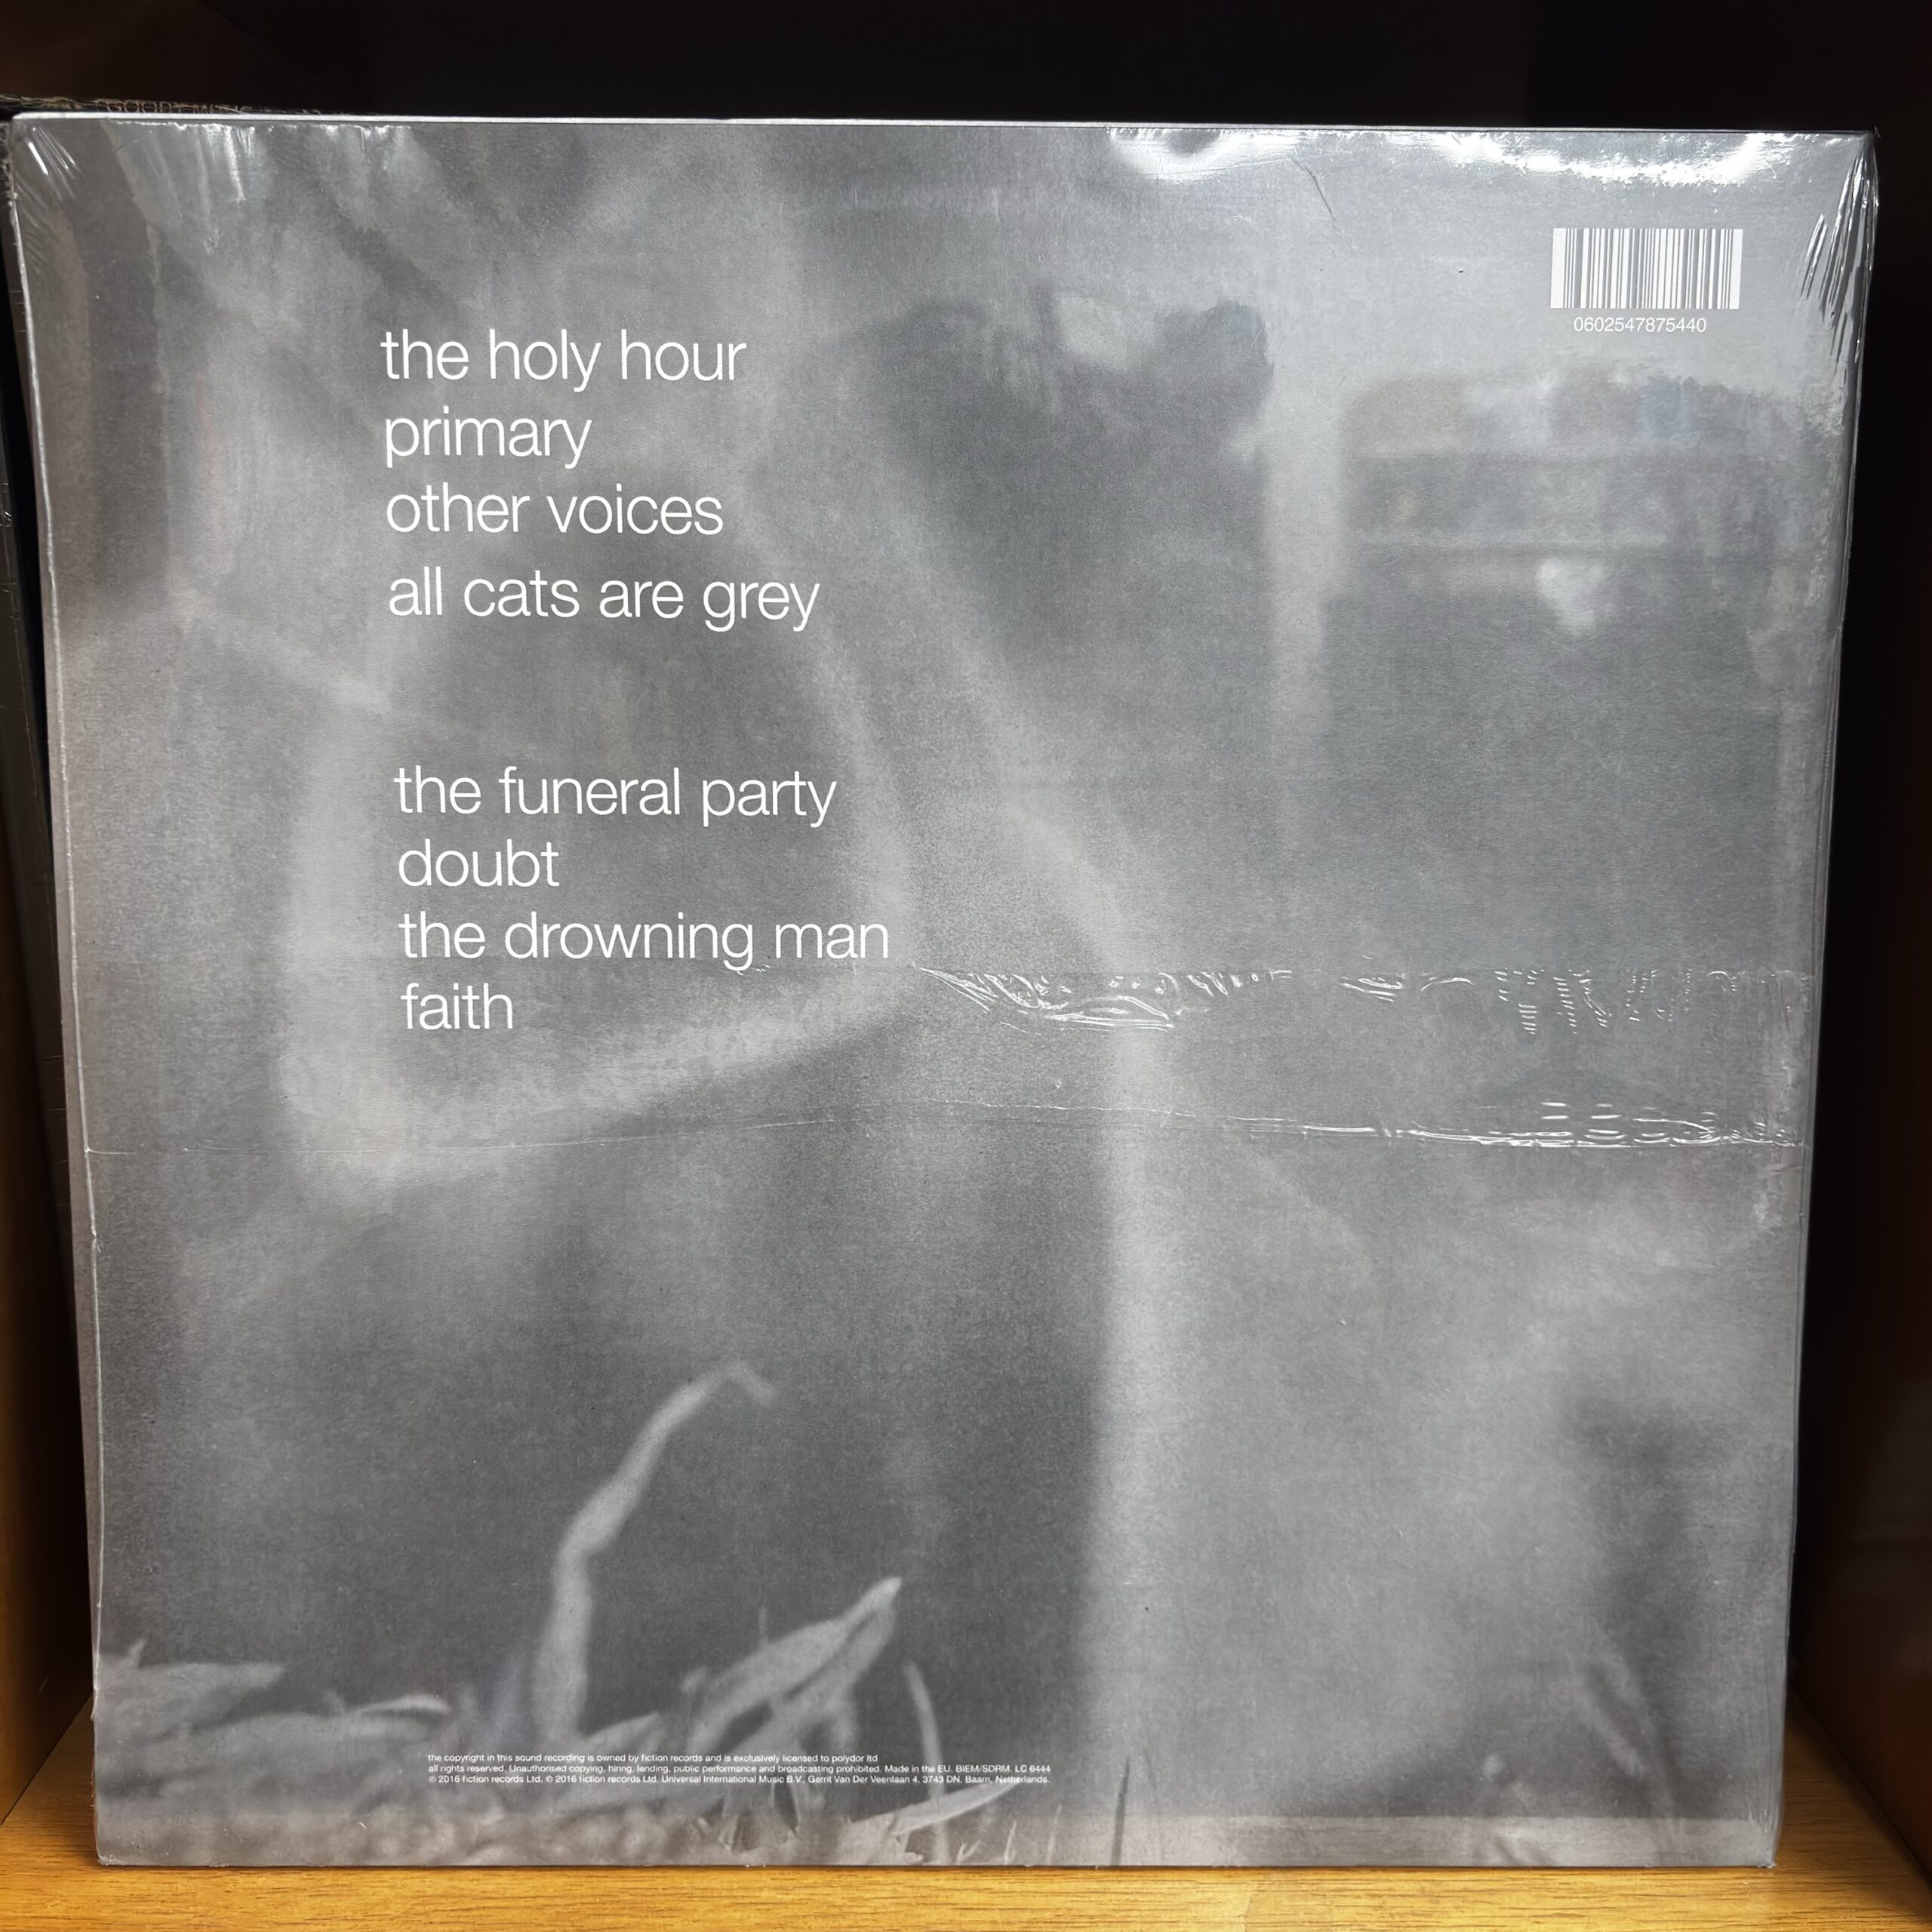 0602547875440
the holy hour
primary
other voices
all cats are grey
the funeral party
doubt
the drowning man
faith
the copyright in this sound recording is owned by fiction records and is exclusively licensed to polydor ltd
all rights reserved. Unauthorised copying, hiring, lending, public performance and broadcasting prohibited. Made in the EU. BIEM/SDRM. LC 6444
℗ 2016 fiction records Ltd. © 2016 fiction records Ltd. Universal International Music B.V., Gerrit Van Der Veenlaan 4, 3743 DN, Baarn, Netherlands.